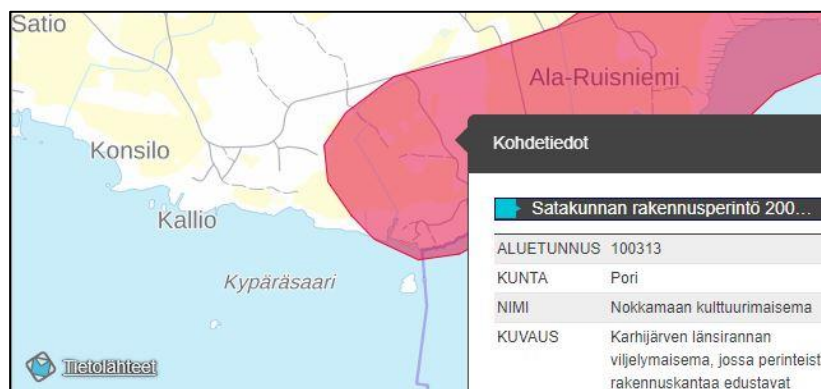 Satio
Ala-Ruisniemi
Konsilo
Kallio
Kypäräsaari
Tietolähteet
Kohdetiedot
Satakunnan rakennusperintö 200...
ALUETUNNUS 100313
KUNTA Pori
NIMI Nokkamaan kulttuurimaisema
KUVAUS Karhijärven länsirannan
viljelymaisema, jossa perinteist
rakennuskantaa edustavat